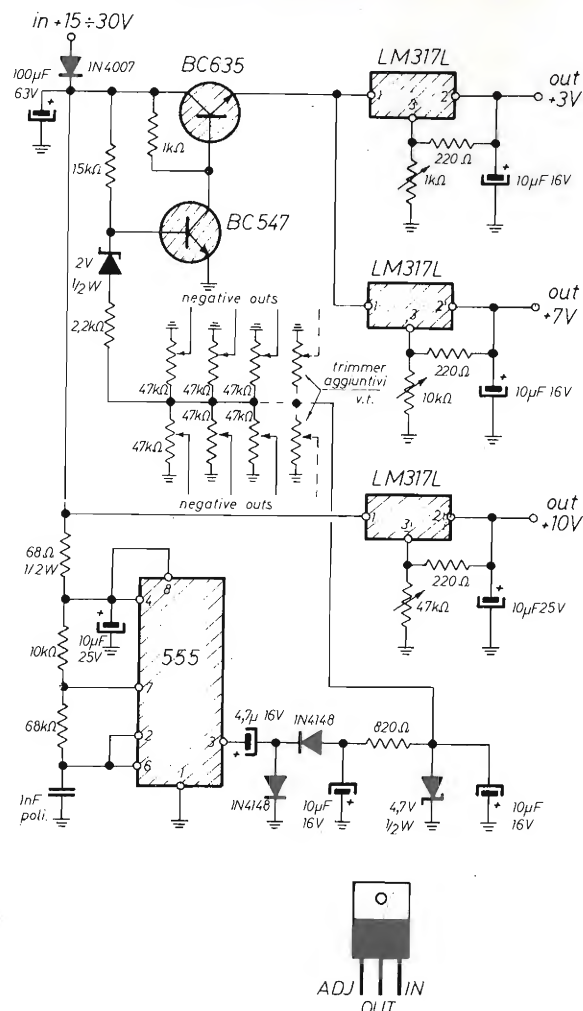 in +15÷30V
1N4007
100µF
63V
BC635
1kΩ
15kΩ
BC547
2V
1/2W
2,2kΩ
LM317L
1
2
3
out
+3V
220Ω
1kΩ
10µF 16V
LM317L
1
2
3
out
+7V
220Ω
10kΩ
10µF 16V
negative outs
47kΩ
47kΩ
47kΩ
47kΩ
47kΩ
47kΩ
trimmer
aggiuntivi
v.t.
negative outs
LM317L
1
2
3
out
+10V
220Ω
47kΩ
10µF25V
68Ω
1/2W
10kΩ
68kΩ
1nF
poli.
10µF
25V
8
4
555
7
2
6
3
1
4,7µ 16V
1N4148
1N4148
10µF
16V
820Ω
4,7V
1/2W
10µF
16V
ADJ
OUT
IN